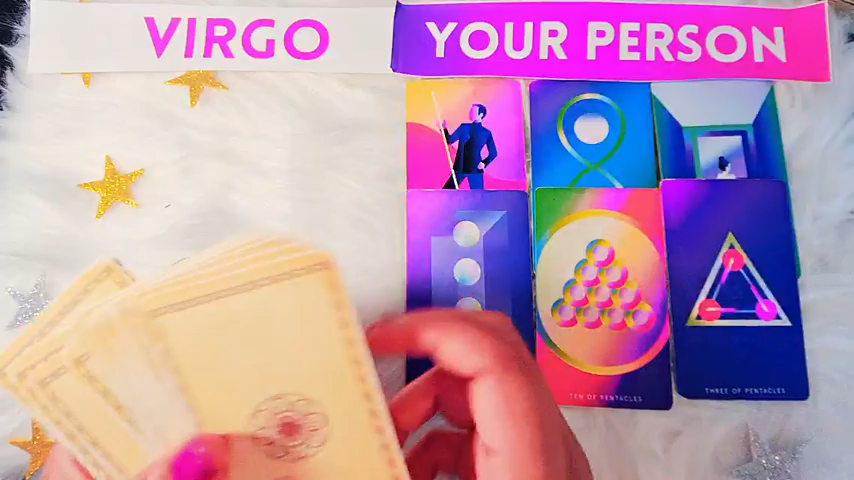 VIRGO
YOUR PERSON
TEN OF PENTACLES
THREE OF PENTACLES